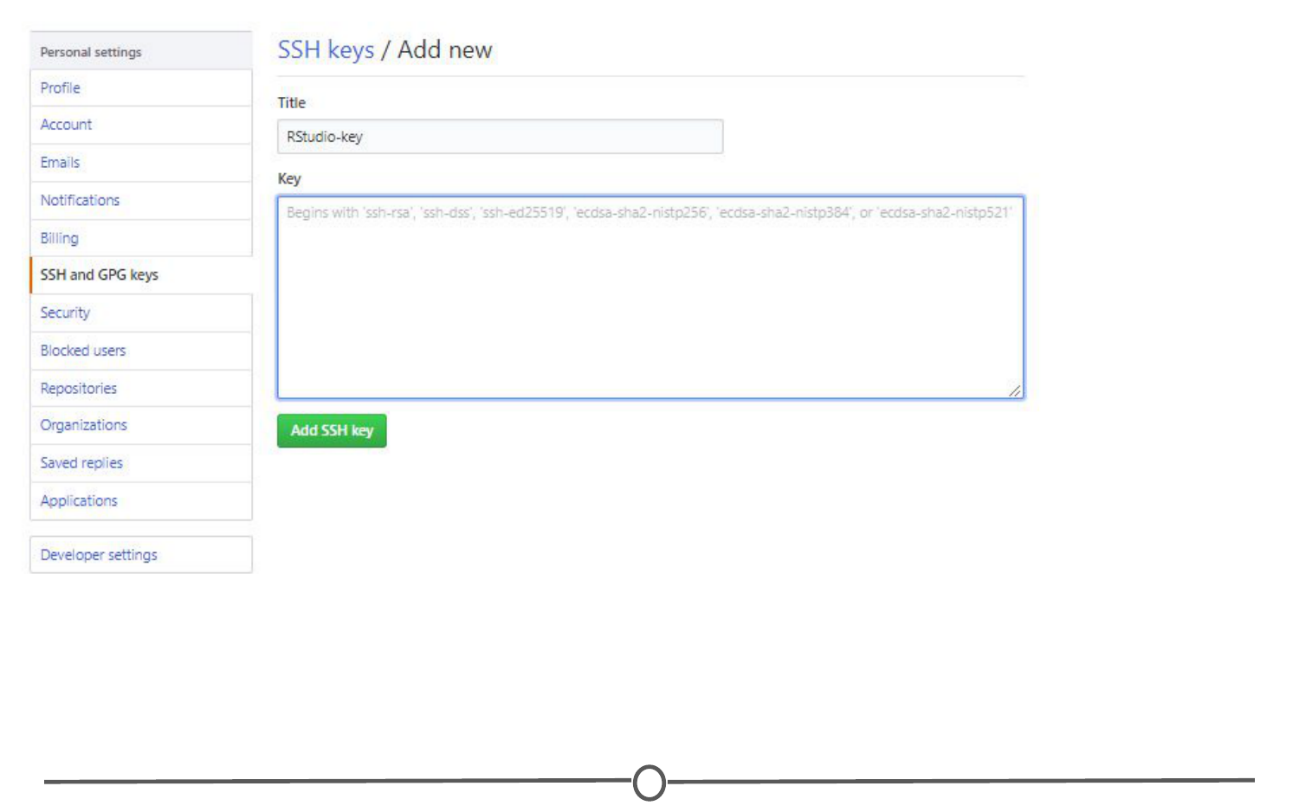 Personal settings
Profile
Account
Emails
Notifications
Billing
SSH and GPG keys
Security
Blocked users
Repositories
Organizations
Saved replies
Applications
Developer settings
SSH keys / Add new
Title
RStudio-key
Key
Begins with 'ssh-rsa', 'ssh-dss', 'ssh-ed25519', 'ecdsa-sha2-nistp256', 'ecdsa-sha2-nistp384', or 'ecdsa-sha2-nistp521'
Add SSH key